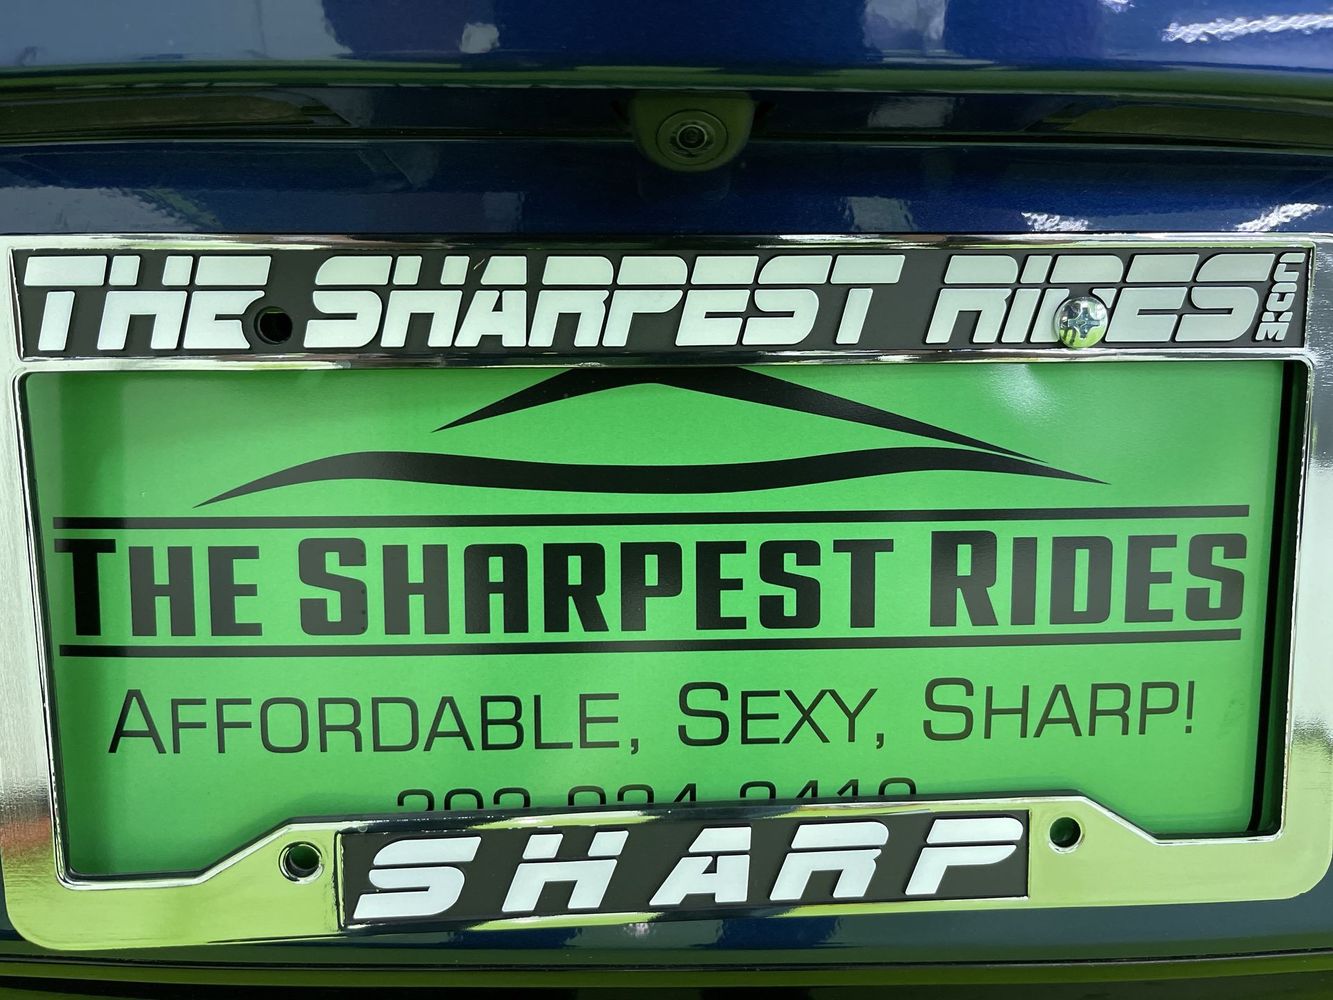 THE SHARPEST RIDES
.COM
THE SHARPEST RIDES
AFFORDABLE, SEXY, SHARP!
SHARP